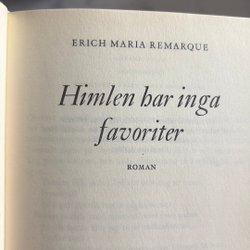 ERICH MARIA REMARQUE
Himlen har inga
favoriter
ROMAN